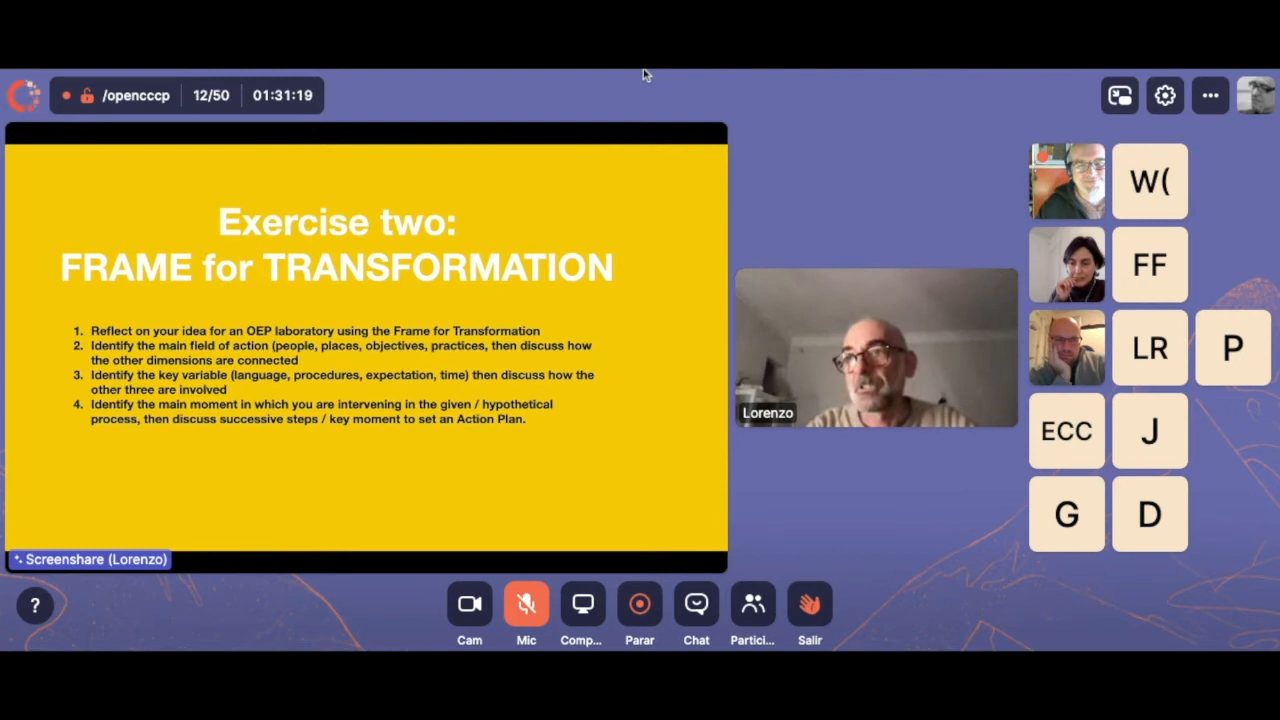 /opencccp
12/50
01:31:19
Exercise two:
FRAME for TRANSFORMATION
1. Reflect on your idea for an OEP laboratory using the Frame for Transformation
2. Identify the main field of action (people, places, objectives, practices, then discuss how
the other dimensions are connected
3. Identify the key variable (language, procedures, expectation, time) then discuss how the
other three are involved
4. Identify the main moment in which you are intervening in the given / hypothetical
process, then discuss successive steps / key moment to set an Action Plan.
Screenshare (Lorenzo)
Lorenzo
W(
FF
LR
P
ECC
J
G
D
?
Cam
Mic
Comp...
Parar
Chat
Partici...
Salir